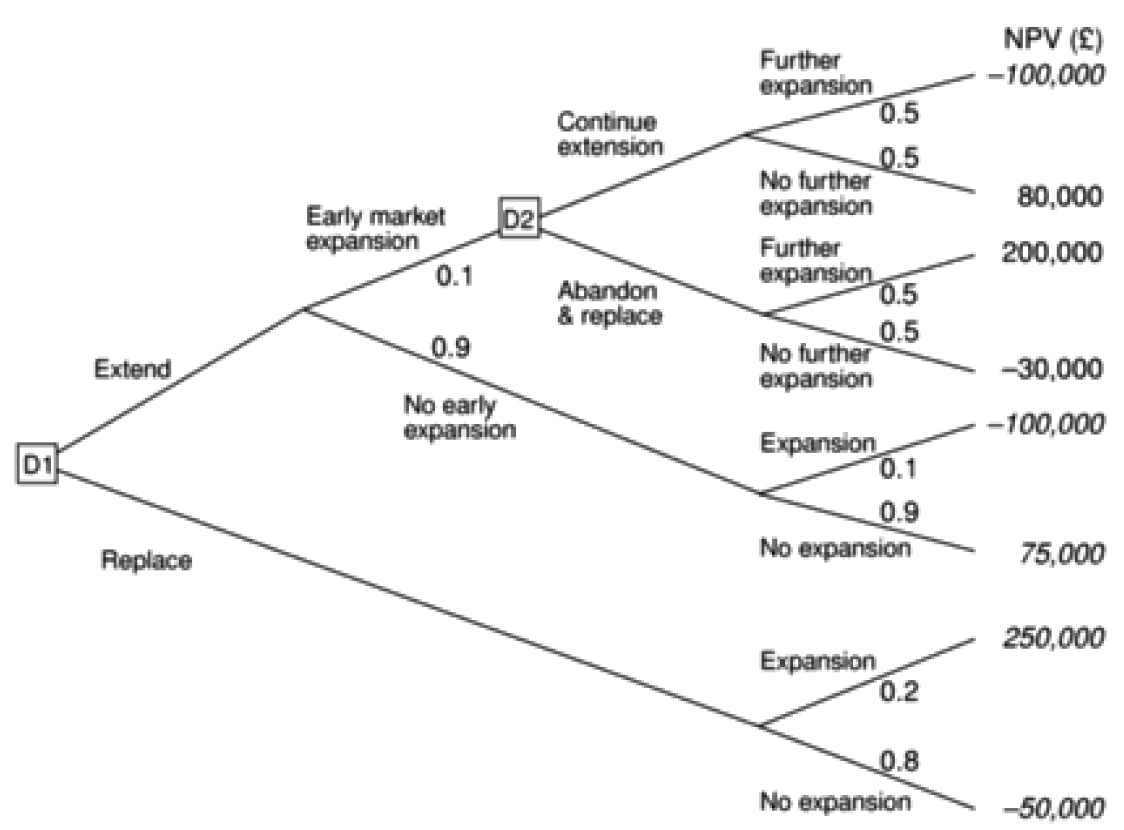 NPV (£)
Further
expansion
–100,000
0.5
Continue
extension
0.5
No further
expansion
80,000
Early market
expansion
D2
Further
expansion
200,000
0.1
0.5
Abandon
& replace
0.5
No further
expansion
–30,000
Extend
0.9
No early
expansion
Expansion
–100,000
0.1
D1
0.9
No expansion
75,000
Replace
Expansion
250,000
0.2
0.8
No expansion
–50,000